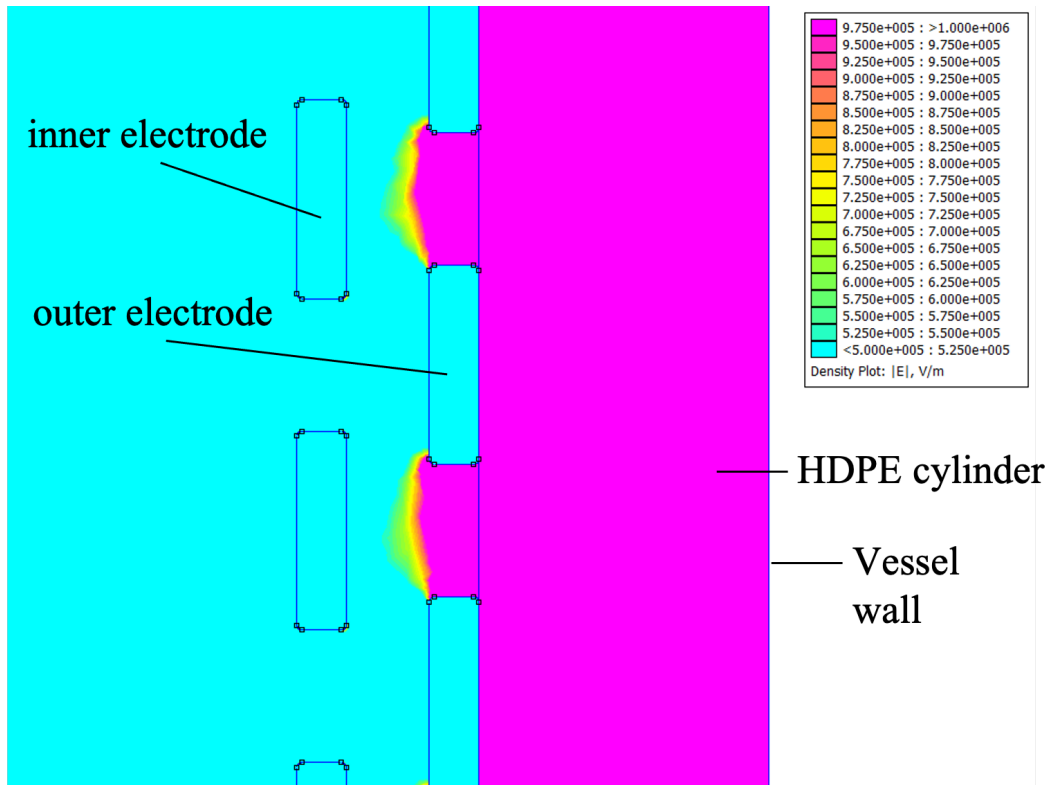 inner electrode
outer electrode
9.750e+005 : >1.000e+006
9.500e+005 : 9.750e+005
9.250e+005 : 9.500e+005
9.000e+005 : 9.250e+005
8.750e+005 : 9.000e+005
8.500e+005 : 8.750e+005
8.250e+005 : 8.500e+005
8.000e+005 : 8.250e+005
7.750e+005 : 8.000e+005
7.500e+005 : 7.750e+005
7.250e+005 : 7.500e+005
7.000e+005 : 7.250e+005
6.750e+005 : 7.000e+005
6.500e+005 : 6.750e+005
6.250e+005 : 6.500e+005
6.000e+005 : 6.250e+005
5.750e+005 : 6.000e+005
5.500e+005 : 5.750e+005
5.250e+005 : 5.500e+005
<5.000e+005 : 5.250e+005
Density Plot: |E|, V/m
HDPE cylinder
Vessel
wall